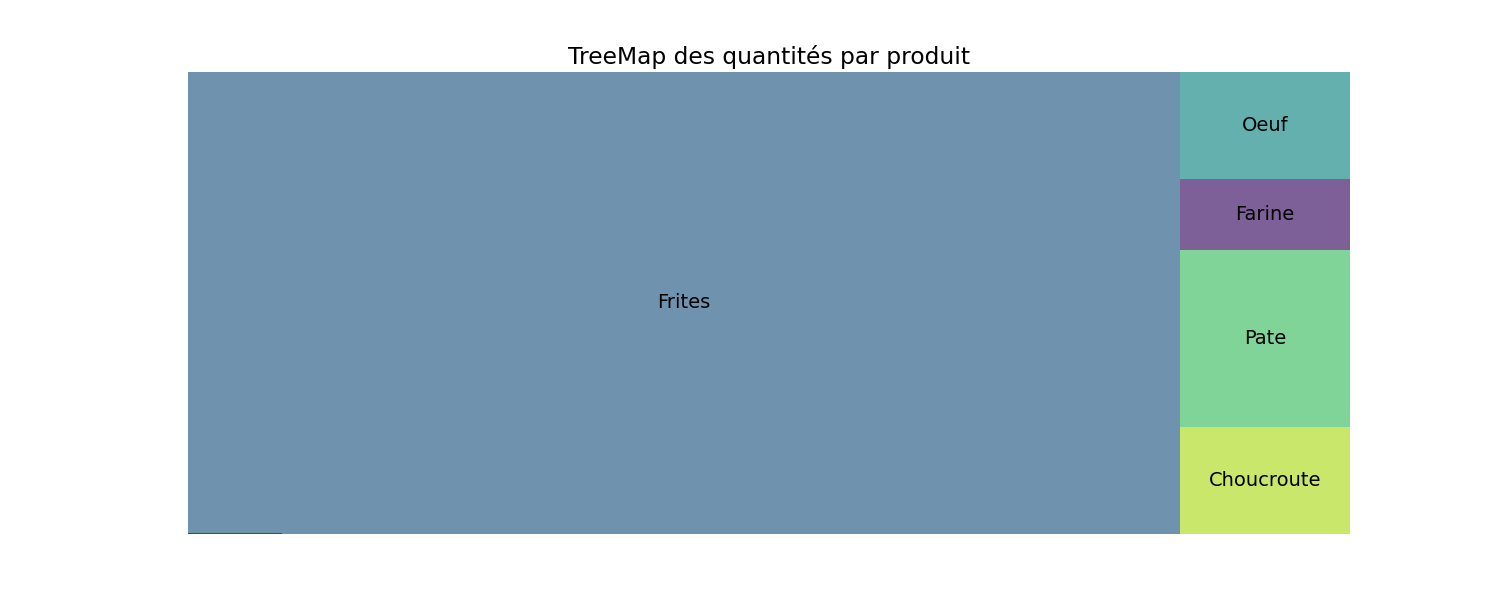 TreeMap des quantités par produit
Oeuf
Farine
Frites
Pate
Choucroute